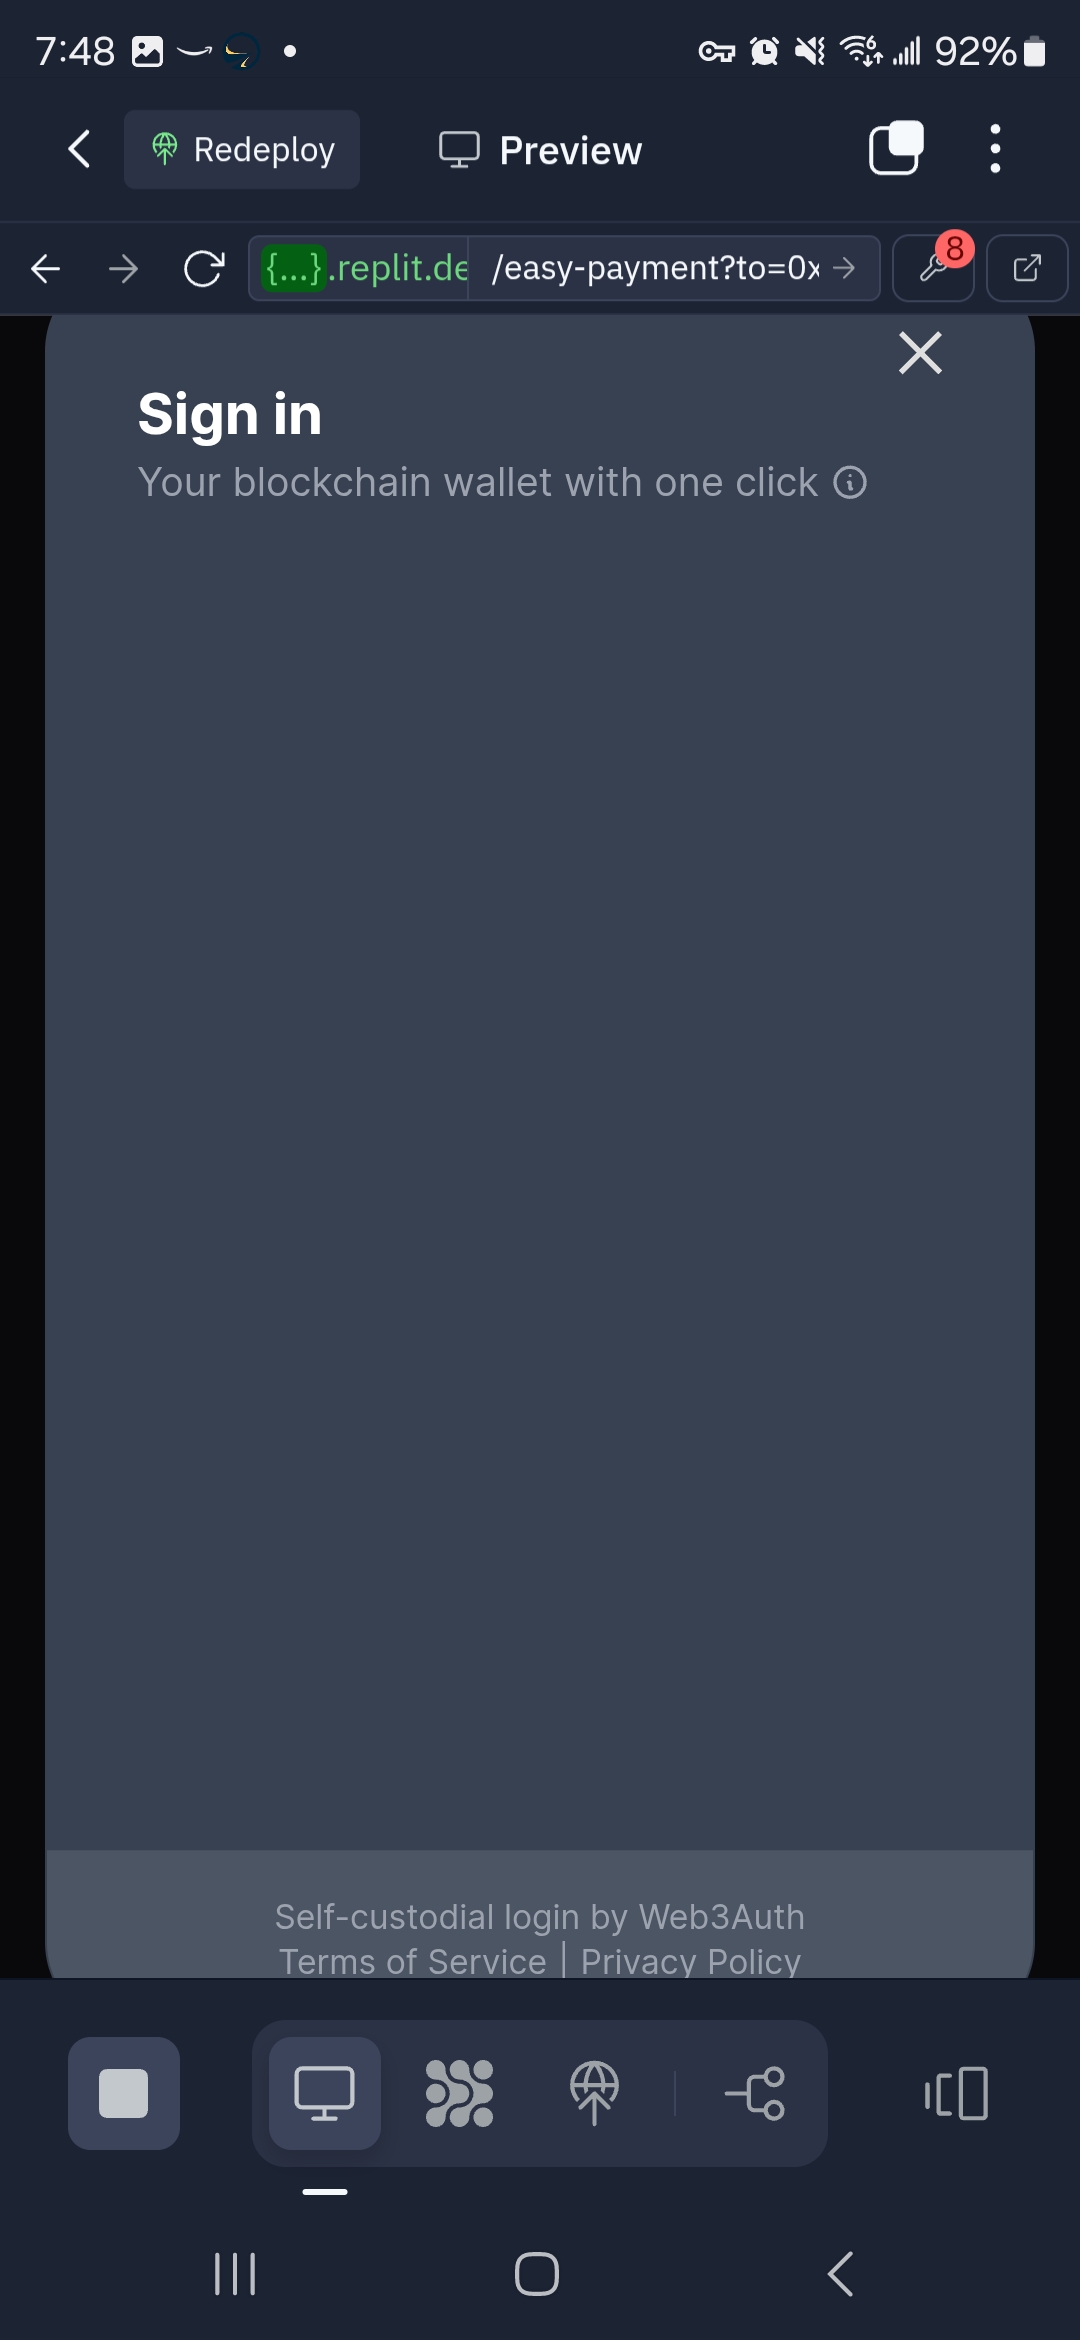 7:48
92%
Redeploy
Preview
{...}.replit.de
/easy-payment?to=0x
8
Sign in
Your blockchain wallet with one click
Self-custodial login by Web3Auth
Terms of Service | Privacy Policy